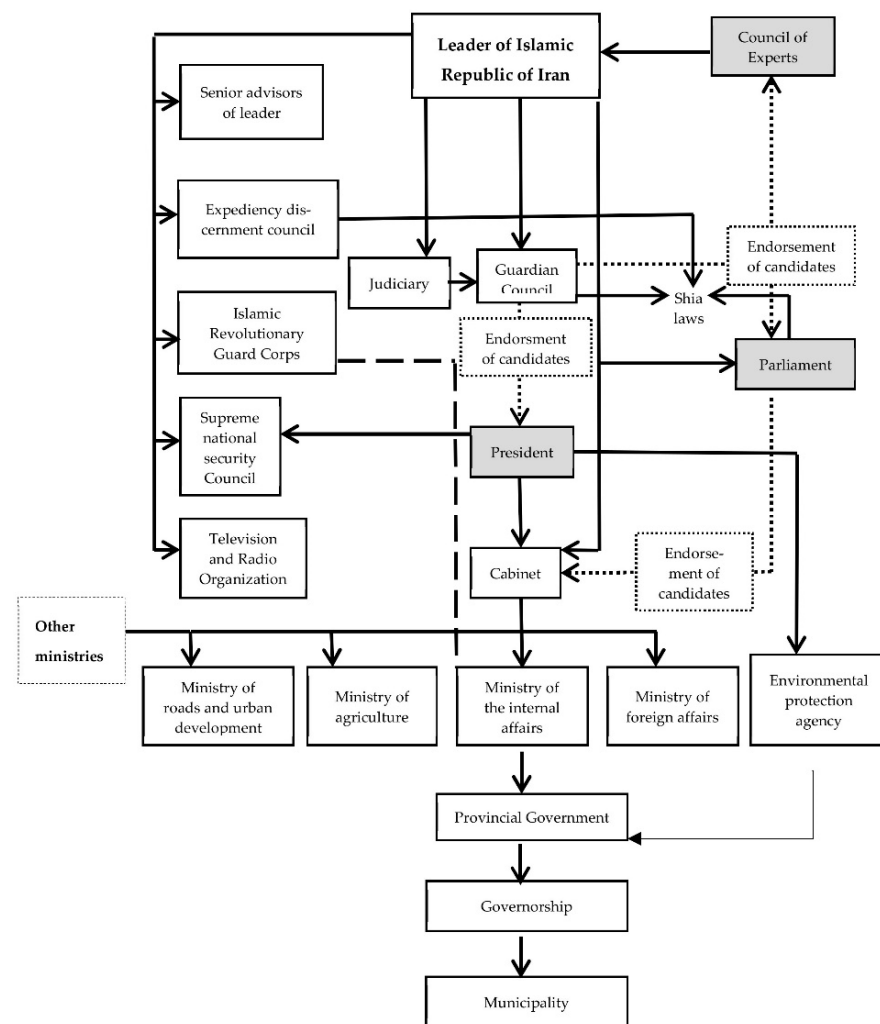 Leader of Islamic
Republic of Iran
Council of
Experts
Senior advisors
of leader
Expediency dis-
cernment council
Endorsement
of candidates
Judiciary
Guardian
Council
Shia
laws
Islamic
Revolutionary
Guard Corps
Endorsment
of candidates
Parliament
Supreme
national
security
Council
President
Television
and Radio
Organization
Cabinet
Endorse-
ment of
candidates
Other
ministries
Ministry of
roads and urban
development
Ministry of
agriculture
Ministry of
the internal
affairs
Ministry of
foreign affairs
Environmental
protection
agency
Provincial Government
Governorship
Municipality